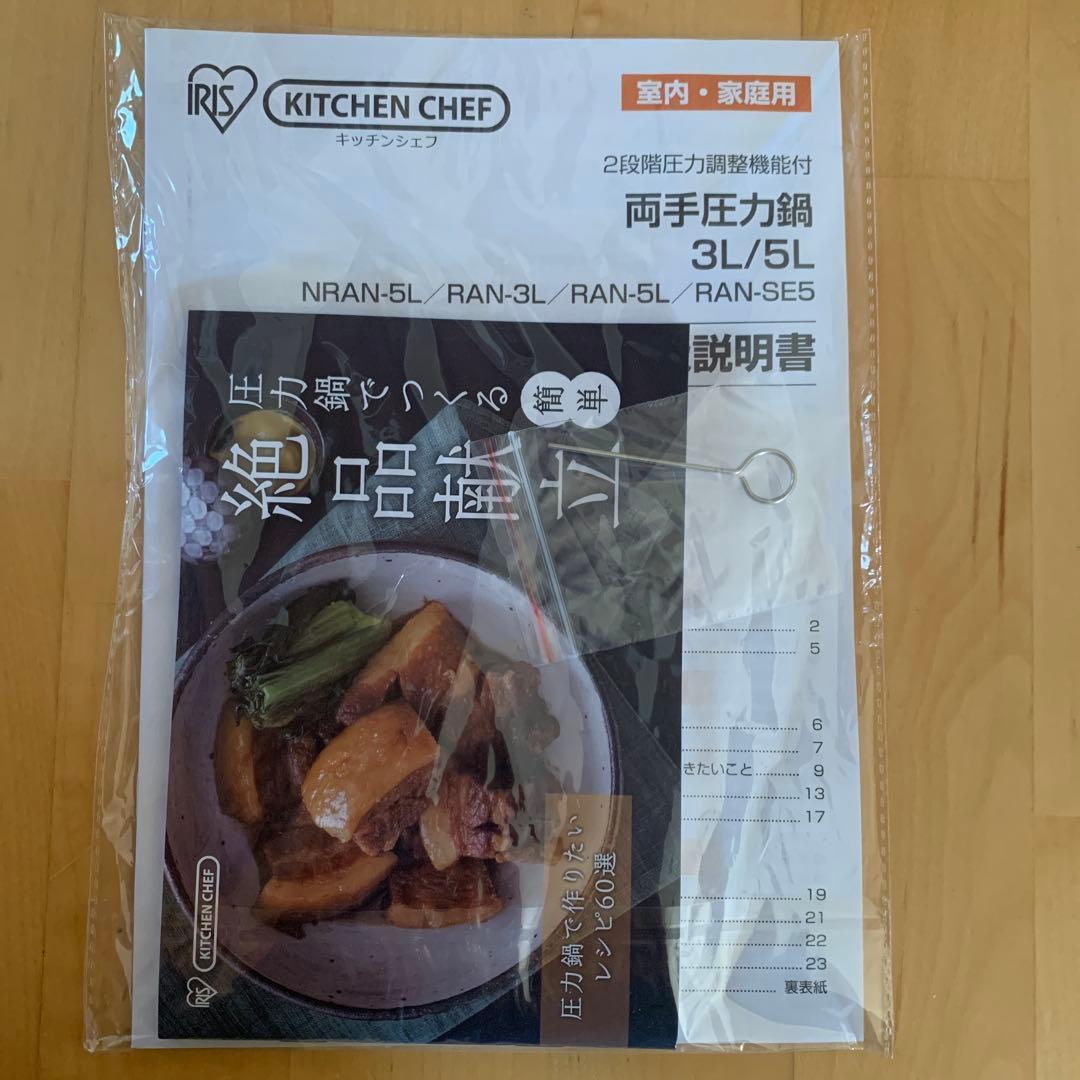 IRIS
KITCHEN CHEF
キッチンシェフ
室内・家庭用
2段階圧力調整機能付
両手圧力鍋
3L/5L
NRAN-5L／RAN-3L／RAN-5L／RAN-SE5
説明書
圧力鍋でつくる簡単
絶品献立
圧力鍋で作りたい
レシピ60選
IRIS
KITCHEN CHEF
2
5
6
7
きたいこと 9
13
17
19
21
22
23
裏表紙